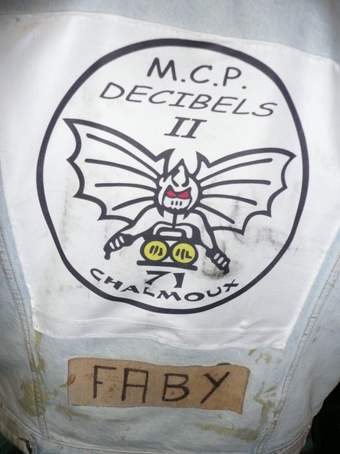 M.C.P.
DECIBELS
II
71
CHALMOUX
FABY